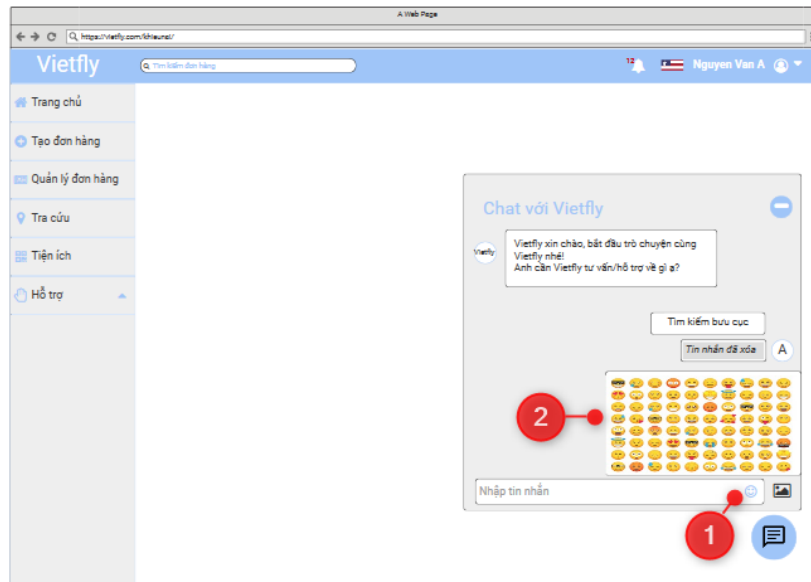 A Web Page
https://vietfly.com/khieunai/
Vietfly
Tìm kiếm đơn hàng
12
Nguyen Van A
Trang chủ
Tạo đơn hàng
Quản lý đơn hàng
Tra cứu
Tiện ích
Hỗ trợ
Chat với Vietfly
Vietfly
Vietfly xin chào, bắt đầu trò chuyện cùng
Vietfly nhé!
Anh cần Vietfly tư vấn/hỗ trợ về gì ạ?
Tìm kiếm bưu cục
Tin nhắn đã xóa
A
2
Nhập tin nhắn
1